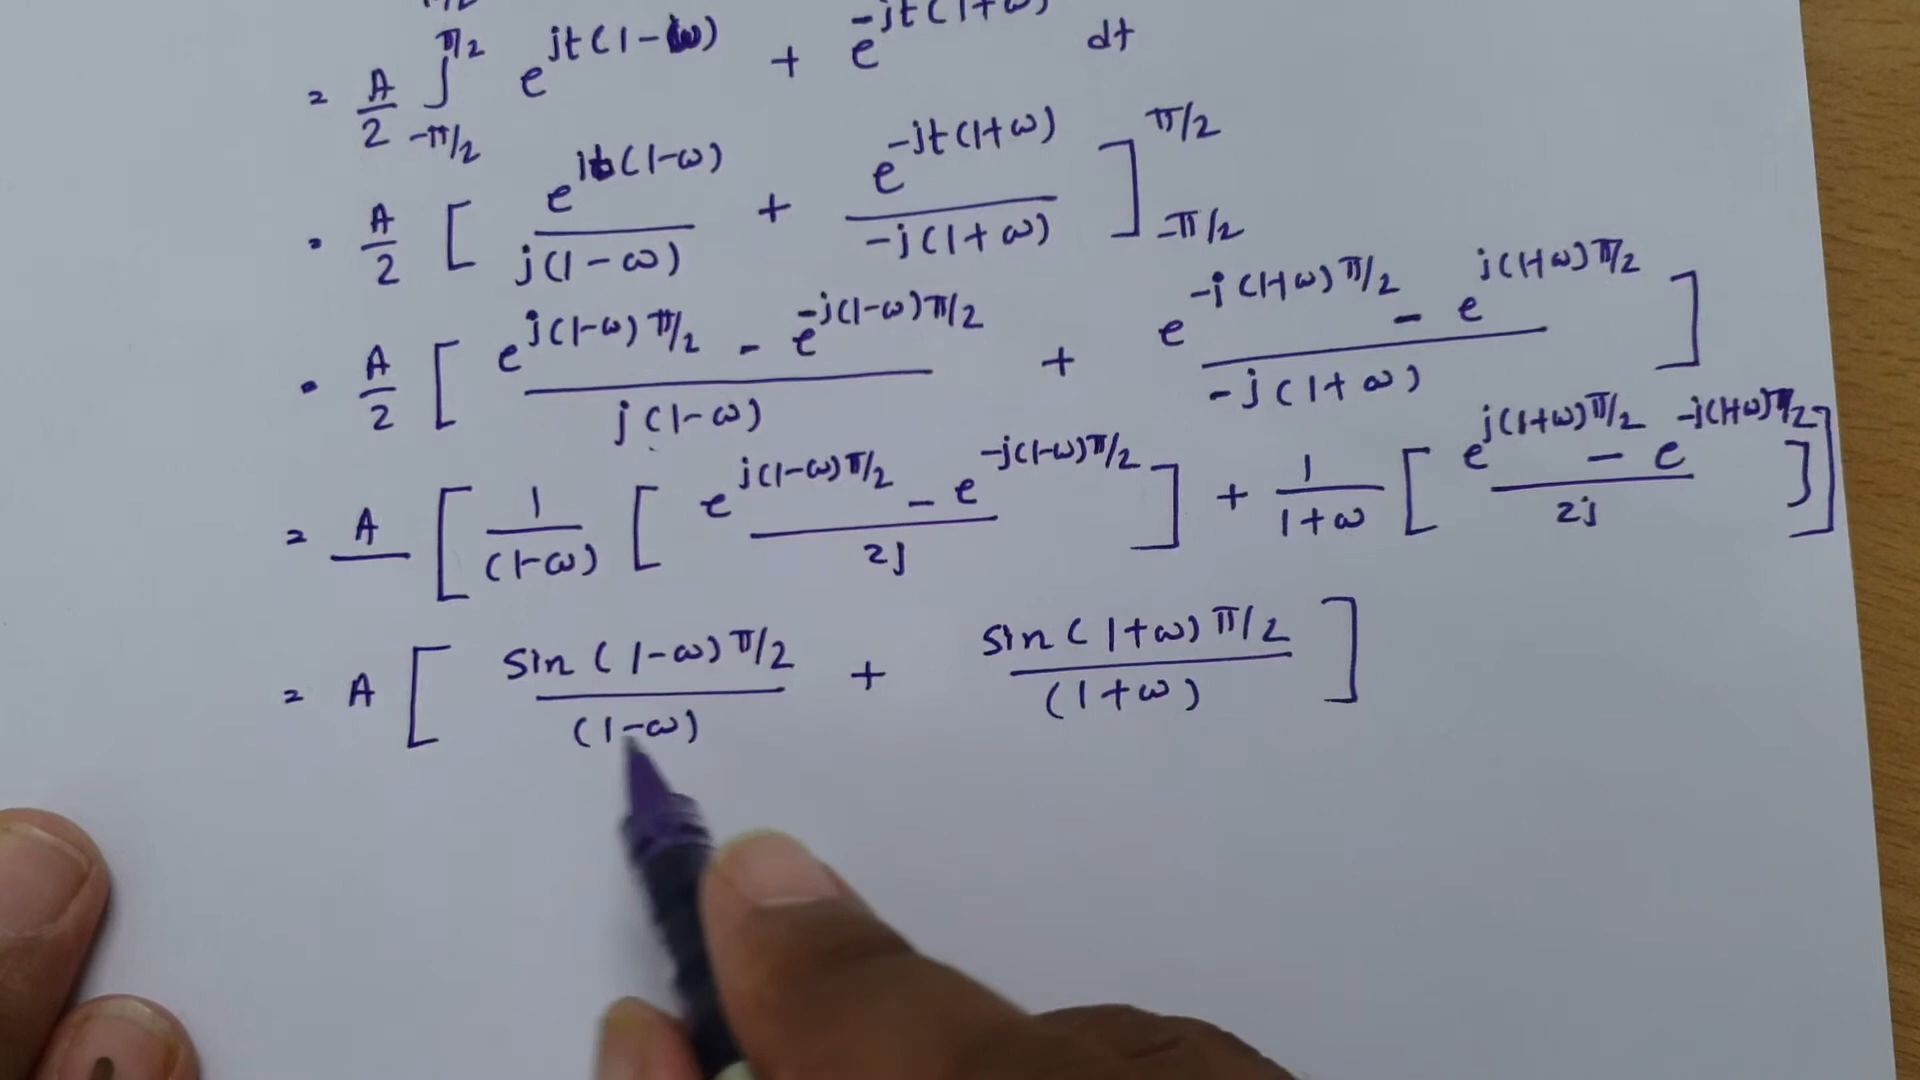 = A/2 ∫_{-π/2}^{π/2} e^{jt(1-ω)} + e^{-jt(1+ω)} dt
= A/2 [ e^{jt(1-ω)} / j(1-ω) + e^{-jt(1+ω)} / -j(1+ω) ]_{-π/2}^{π/2}
= A/2 [ (e^{j(1-ω)π/2} - e^{-j(1-ω)π/2}) / j(1-ω) + (e^{-j(1+ω)π/2} - e^{j(1+ω)π/2}) / -j(1+ω) ]
= A [ 1/(1-ω) [ (e^{j(1-ω)π/2} - e^{-j(1-ω)π/2}) / 2j ] + 1/1+ω [ (e^{j(1+ω)π/2} - e^{-j(1+ω)π/2}) / 2j ] ]
= A [ sin(1-ω)π/2 / (1-ω) + sin(1+ω)π/2 / (1+ω) ]